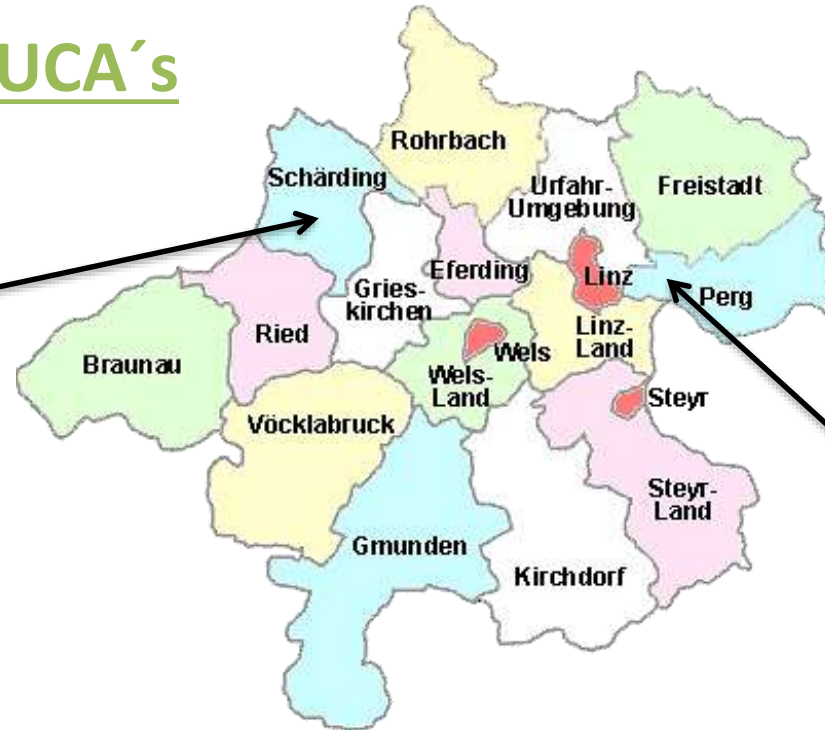 UCA´s
Rohrbach
Schärding
Urfahr-
Umgebung
Freistadt
Eferding
Linz
Gries-
kirchen
Perg
Ried
Linz-
Land
Braunau
Wels
Wels-
Land
Steyr
Vöcklabruck
Steyr-
Land
Gmunden
Kirchdorf